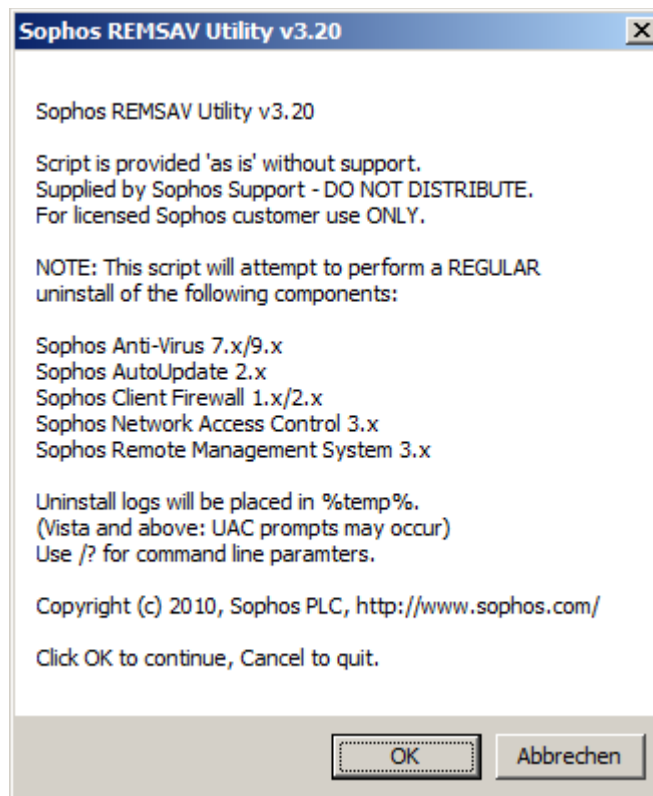 Sophos REMSAV Utility v3.20
Sophos REMSAV Utility v3.20
Script is provided 'as is' without support.
Supplied by Sophos Support - DO NOT DISTRIBUTE.
For licensed Sophos customer use ONLY.
NOTE: This script will attempt to perform a REGULAR
uninstall of the following components:
Sophos Anti-Virus 7.x/9.x
Sophos AutoUpdate 2.x
Sophos Client Firewall 1.x/2.x
Sophos Network Access Control 3.x
Sophos Remote Management System 3.x
Uninstall logs will be placed in %temp%.
(Vista and above: UAC prompts may occur)
Use /? for command line paramters.
Copyright (c) 2010, Sophos PLC, http://www.sophos.com/
Click OK to continue, Cancel to quit.
OK
Abbrechen